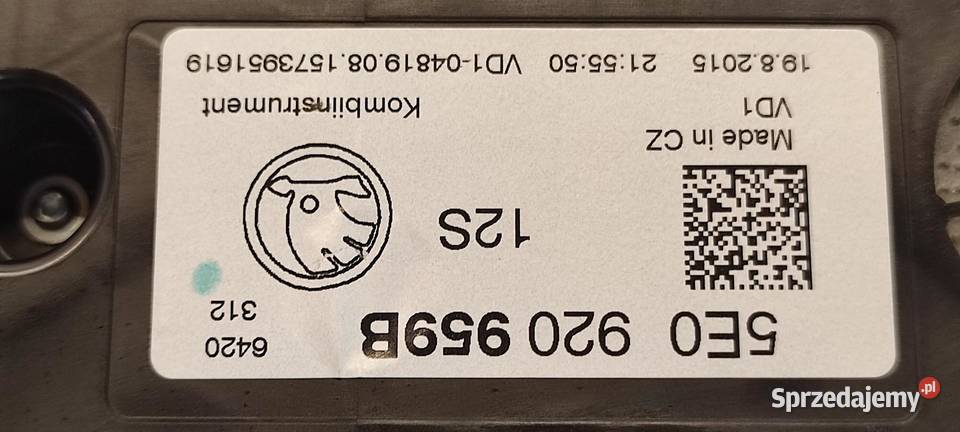 5E0 920 959B
6420
312
12S
Made in CZ
VD1
Kombiinstrument
19.8.2015 21:55:50 VD1-04819.08.1573951619
Sprzedajemy.pl